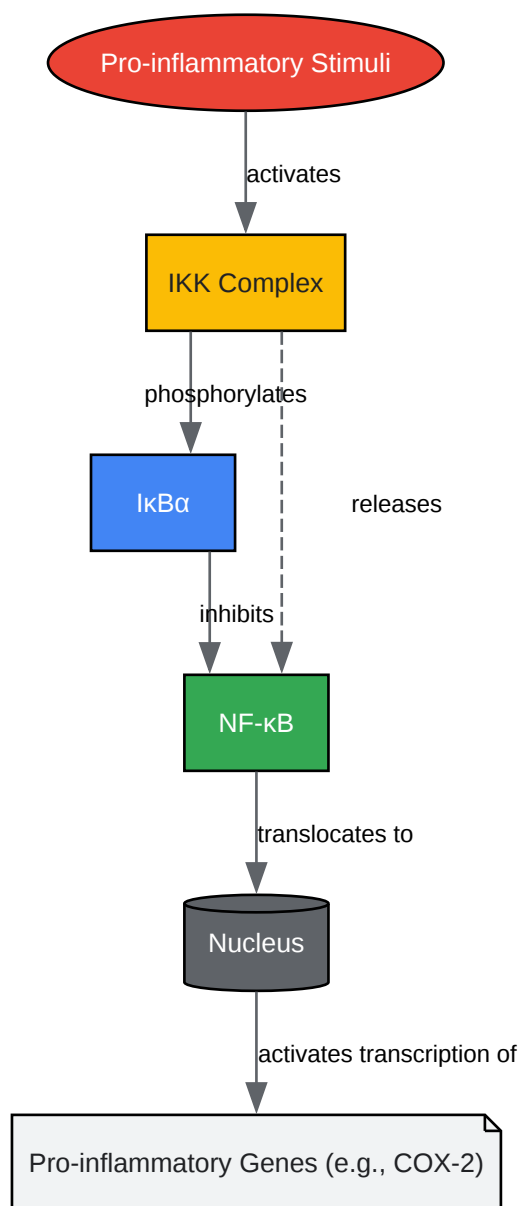 Pro-inflammatory Stimuli
activates
IKK Complex
phosphorylates
IκBα
releases
inhibits
NF-κB
translocates to
Nucleus
activates transcription of
Pro-inflammatory Genes (e.g., COX-2)